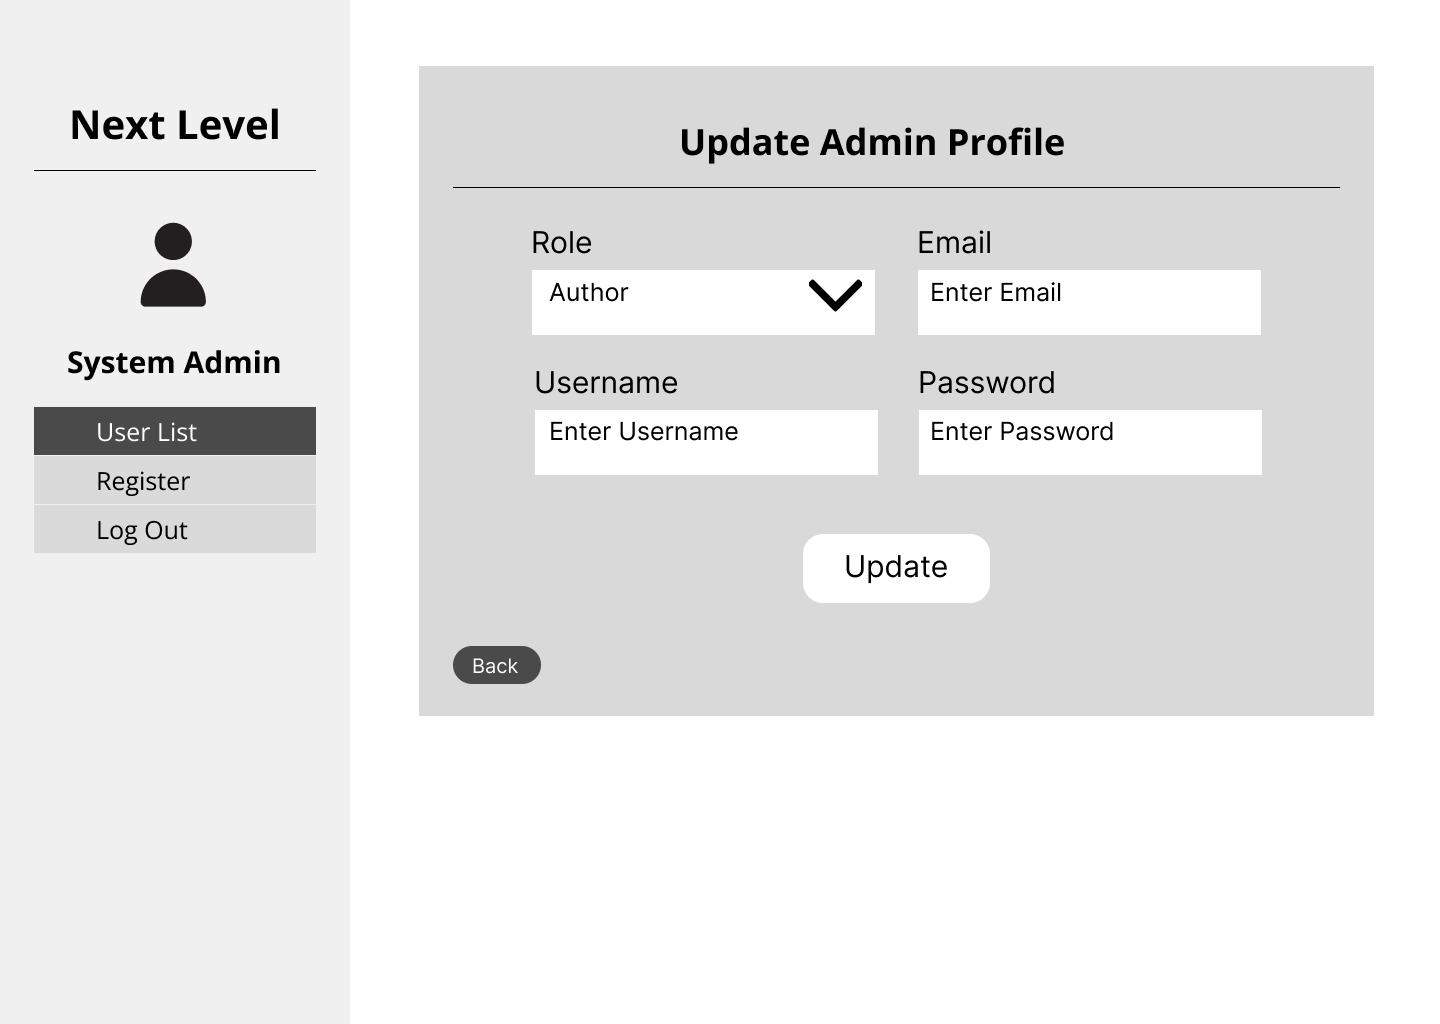 Next Level
System Admin
User List
Register
Log Out
Update Admin Profile
Role
Email
Author
Enter Email
Username
Password
Enter Username
Enter Password
Update
Back